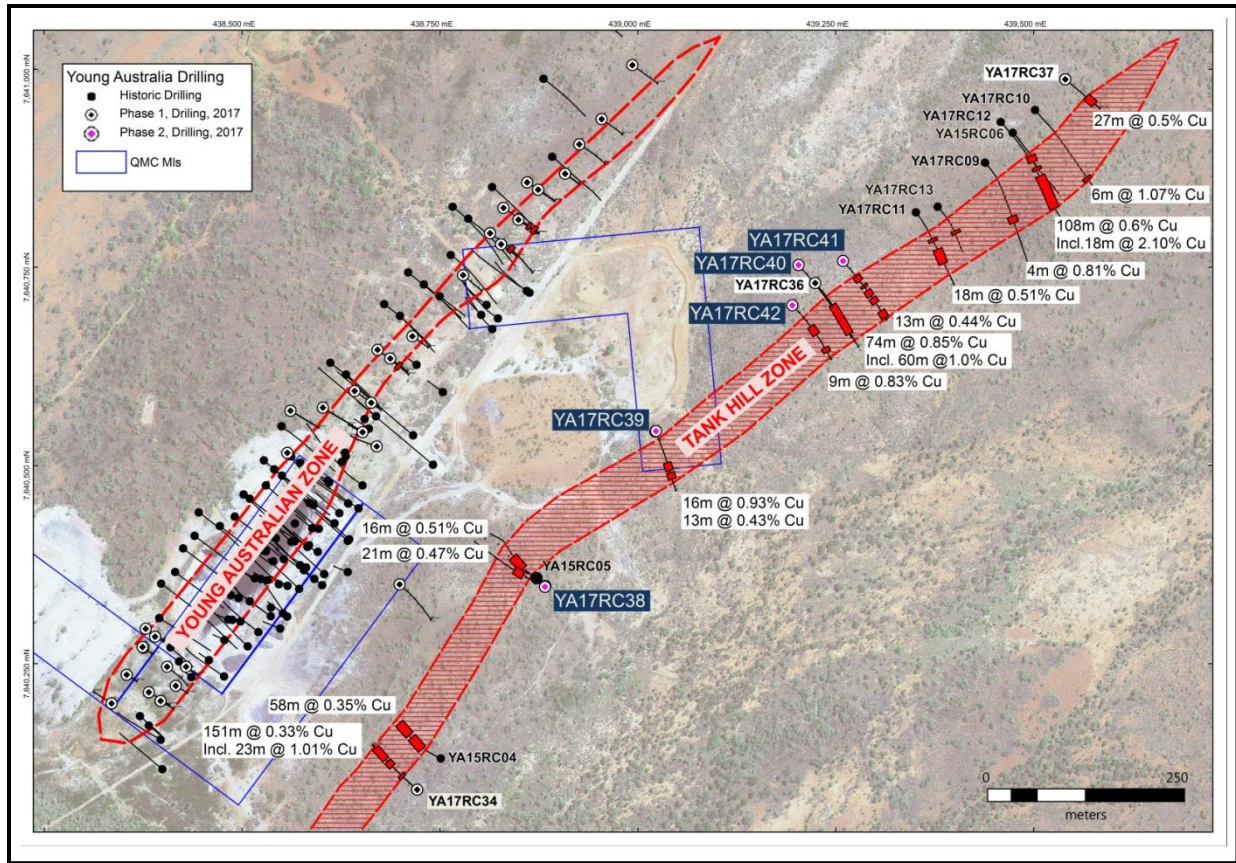 438,500 mE
438,750 mE
439,000 mE
439,250 mE
439,500 mE
7,641,000 mN
7,640,750 mN
7,640,500 mN
7,640,250 mN
Young Australia Drilling
Historic Drilling
Phase 1, Driling, 2017
Phase 2, Drilling, 2017
QMC Mls
YA17RC37
YA17RC10
YA17RC12
YA15RC06
27m @ 0.5% Cu
YA17RC09
YA17RC13
YA17RC11
6m @ 1.07% Cu
108m @ 0.6% Cu
Incl.18m @ 2.10% Cu
YA17RC41
YA17RC40
YA17RC36
YA17RC42
4m @ 0.81% Cu
18m @ 0.51% Cu
13m @ 0.44% Cu
74m @ 0.85% Cu
Incl. 60m @1.0% Cu
9m @ 0.83% Cu
TANK HILL ZONE
YA17RC39
YOUNG AUSTRALIAN ZONE
16m @ 0.93% Cu
13m @ 0.43% Cu
16m @ 0.51% Cu
21m @ 0.47% Cu
YA15RC05
YA17RC38
58m @ 0.35% Cu
151m @ 0.33% Cu
Incl. 23m @ 1.01% Cu
YA15RC04
YA17RC34
0
250
meters